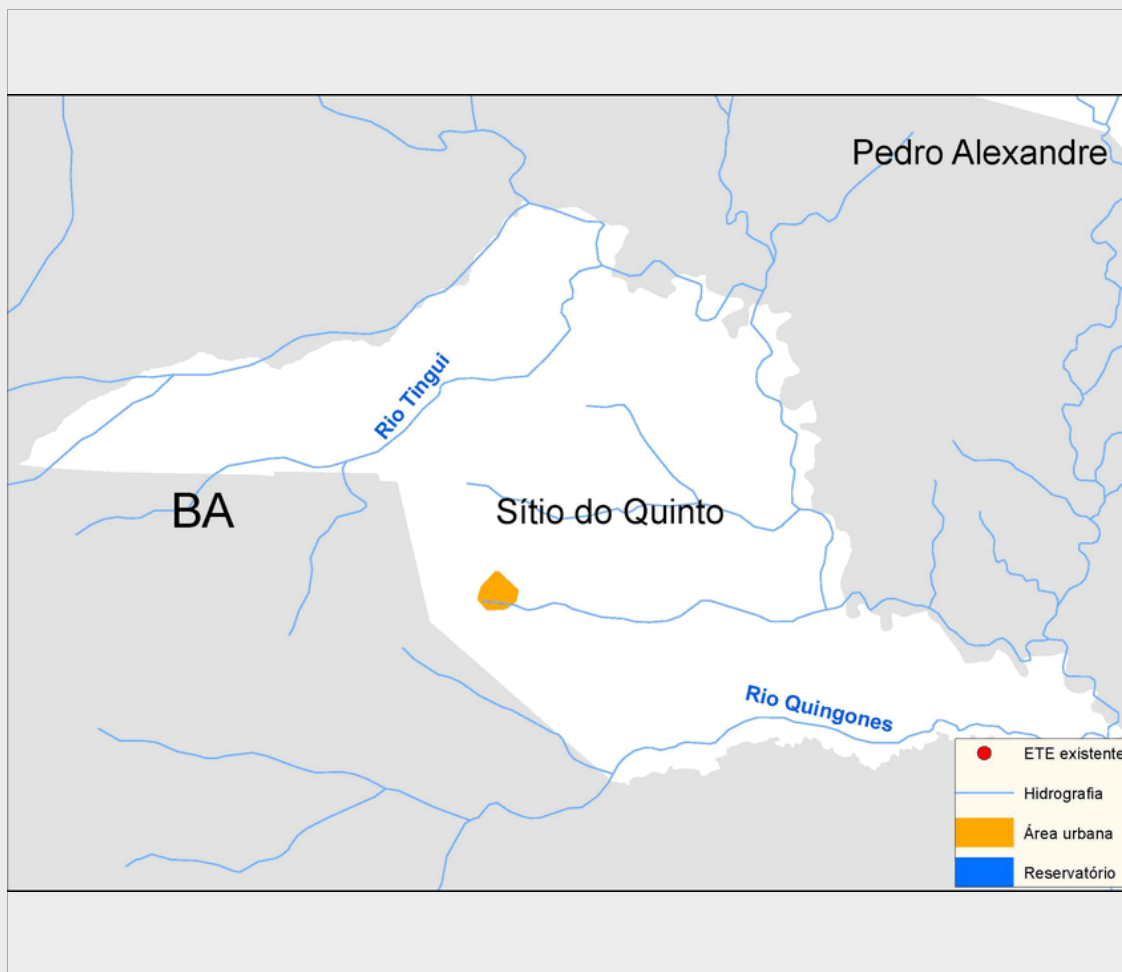 Pedro Alexandre
Rio Tingui
BA
Sítio do Quinto
Rio Quingones
ETE existente
Hidrografia
Área urbana
Reservatório